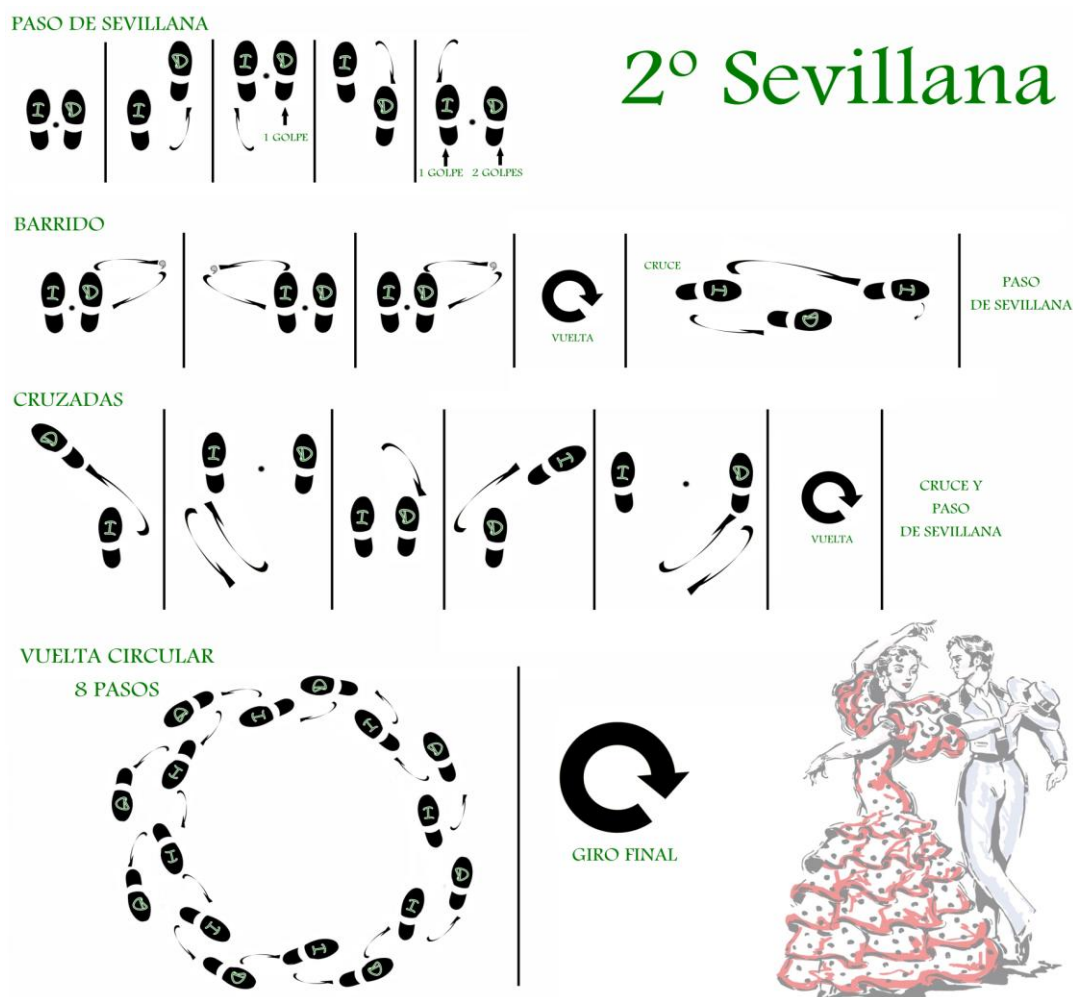 PASO DE SEVILLANA
2º Sevillana
I D
I D
I D
1 GOLPE
I D
I D
1 GOLPE 2 GOLPES
BARRIDO
I D
I D
I D
VUELTA
CRUCE
I D I
PASO
DE SEVILLANA
CRUZADAS
D I
I D
I D
I D
I D
VUELTA
CRUCE Y
PASO
DE SEVILLANA
VUELTA CIRCULAR
8 PASOS
D I D I D I D I D I D I D I D I
GIRO FINAL